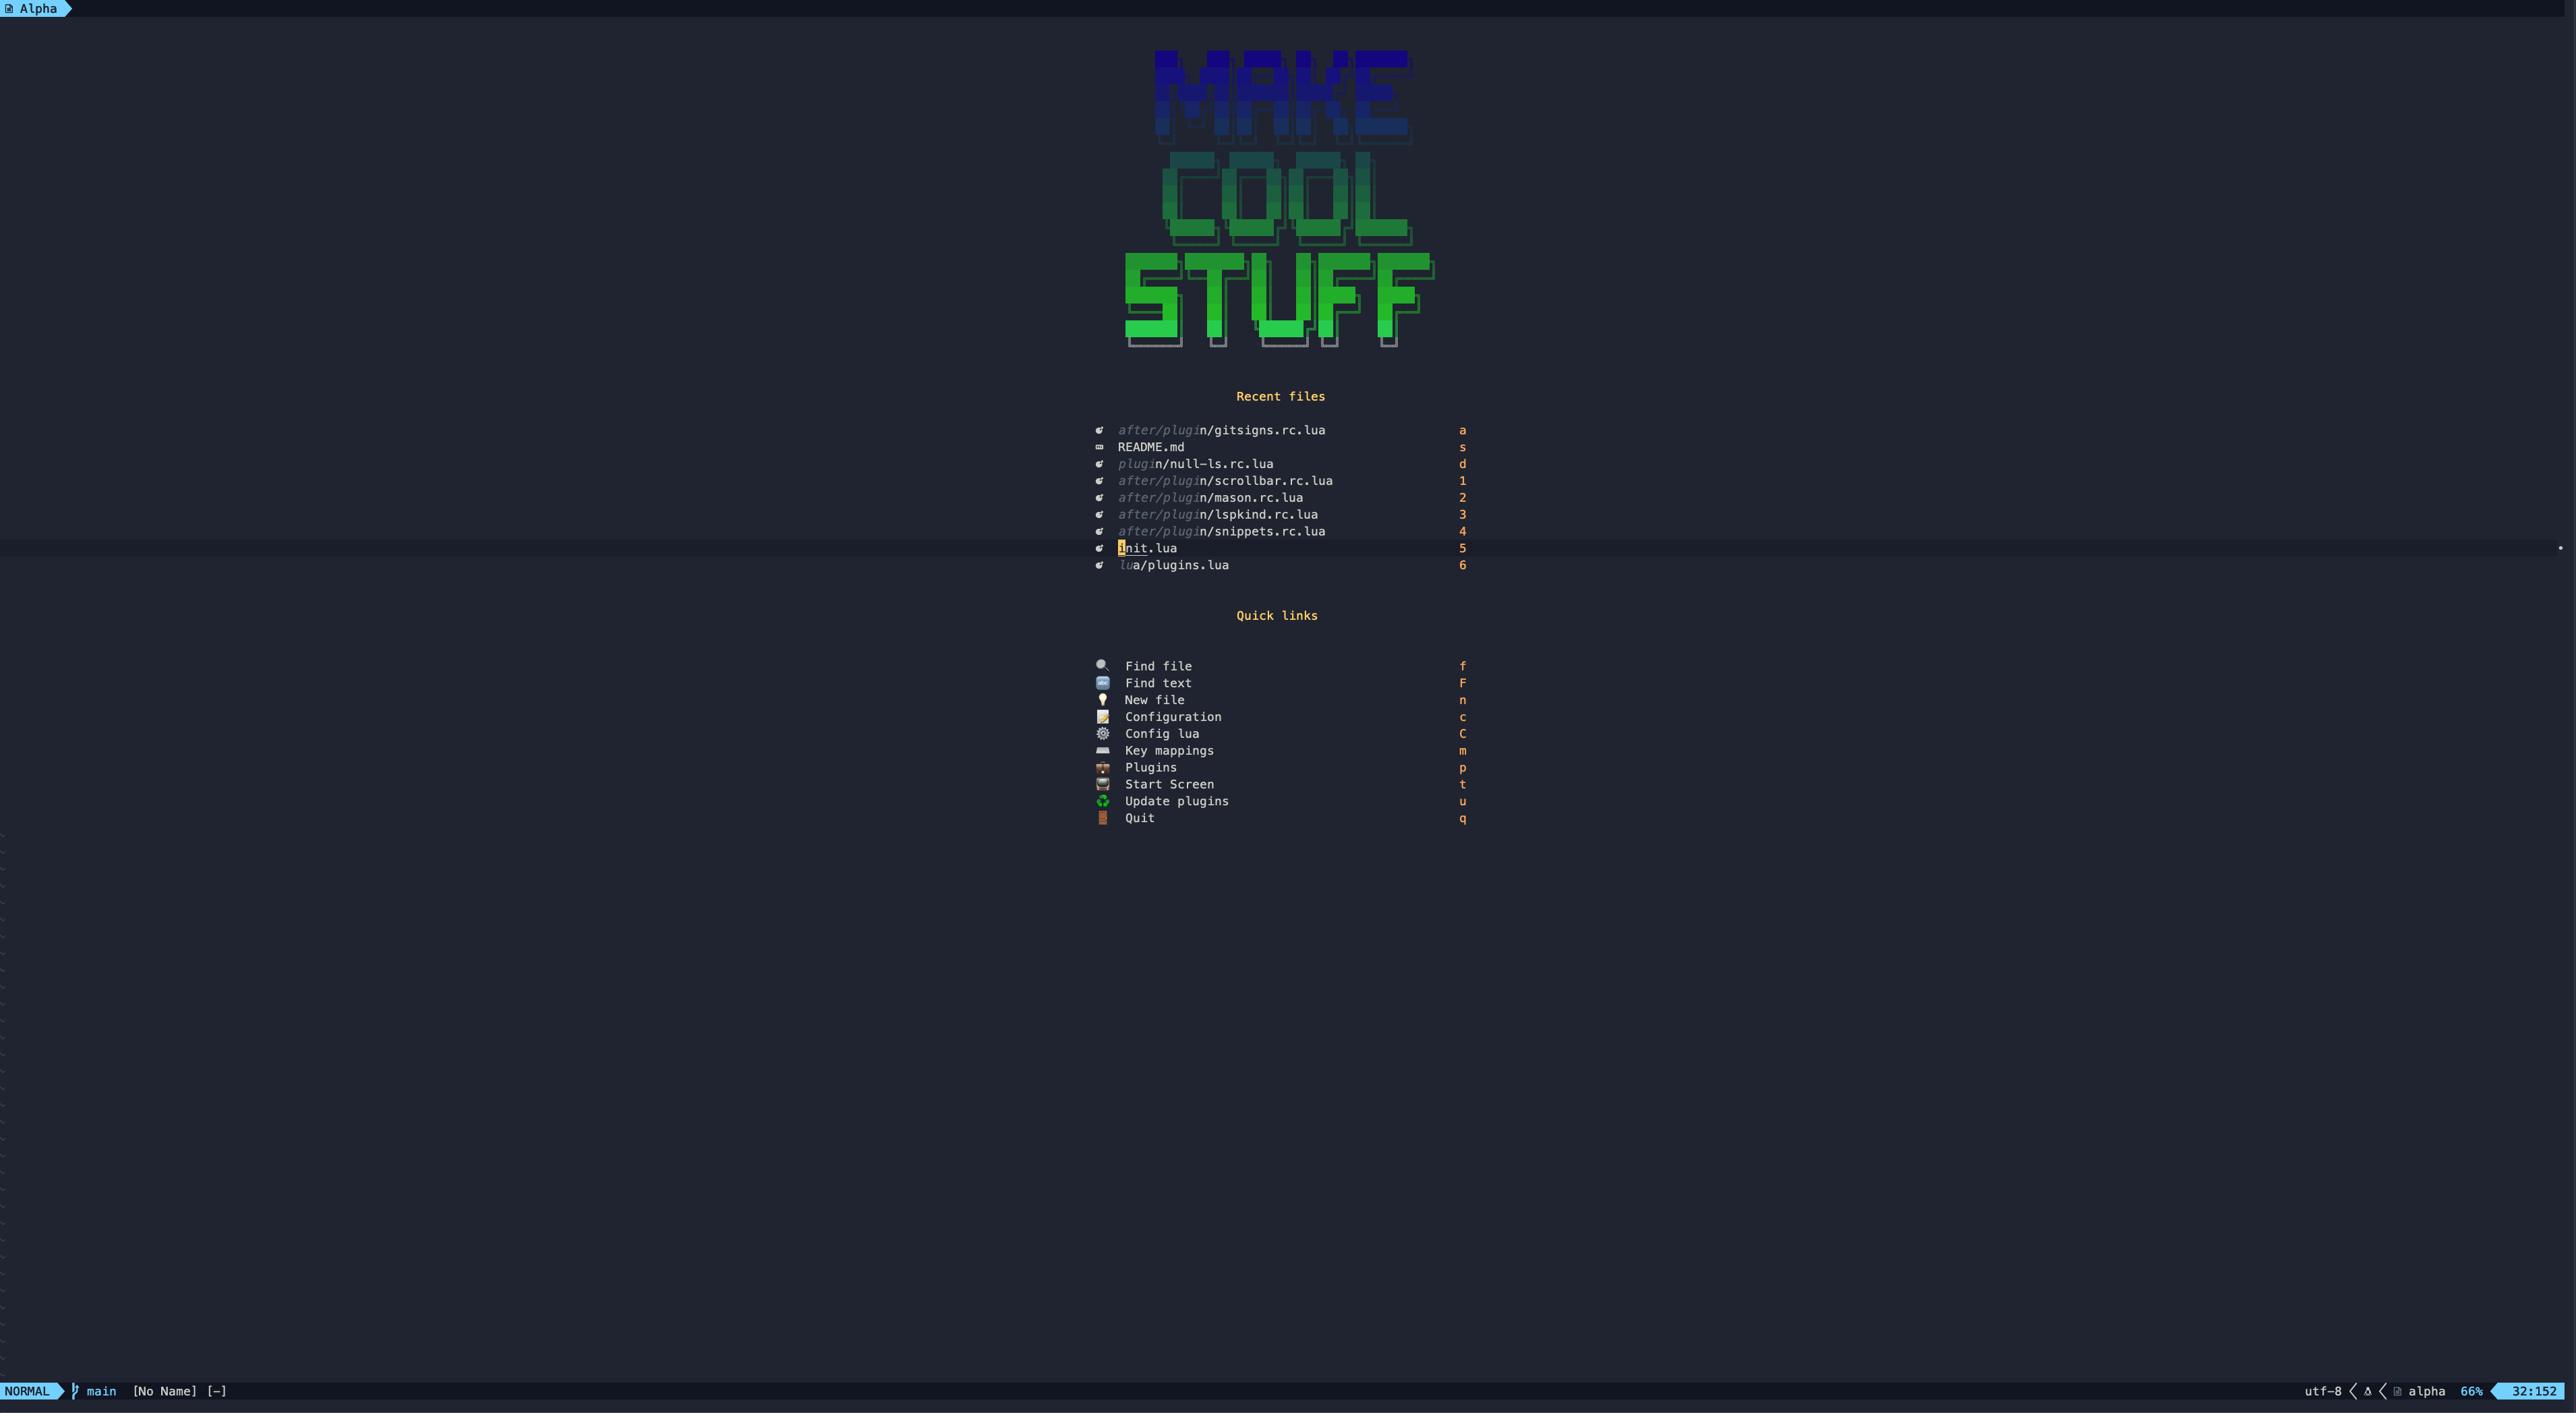 Alpha
MAKE
COOL
STUFF
Recent files
after/plugin/gitsigns.rc.lua a
README.md s
plugin/null-ls.rc.lua d
after/plugin/scrollbar.rc.lua 1
after/plugin/mason.rc.lua 2
after/plugin/lspkind.rc.lua 3
after/plugin/snippets.rc.lua 4
init.lua 5
lua/plugins.lua 6
Quick links
Find file f
Find text F
New file n
Configuration c
Config lua C
Key mappings m
Plugins p
Start Screen t
Update plugins u
Quit q
NORMAL main [No Name] [-] utf-8 alpha 66% 32:152